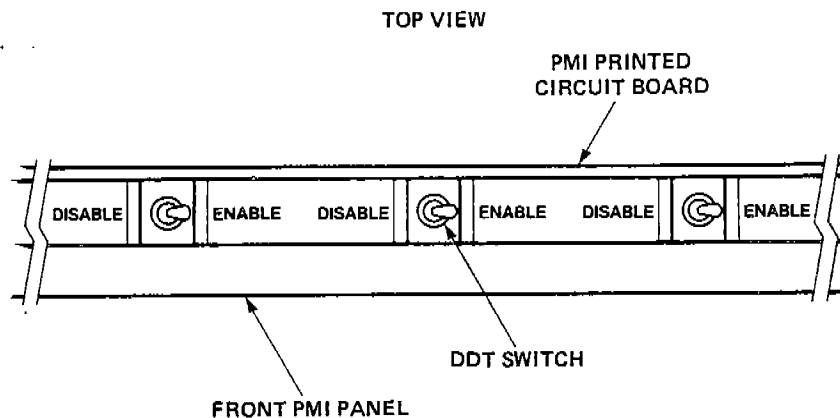 TOP VIEW
PMI PRINTED
CIRCUIT BOARD
DISABLE ENABLE DISABLE ENABLE DISABLE ENABLE
DDT SWITCH
FRONT PMI PANEL